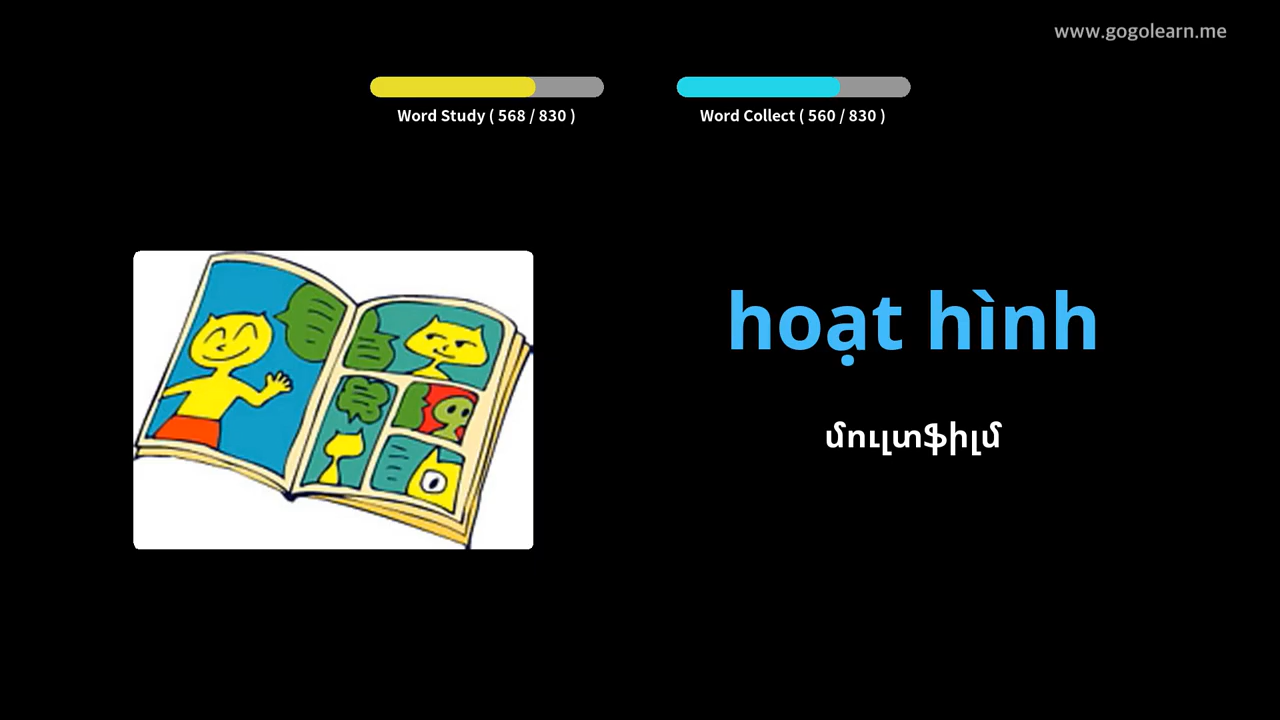 www.gogolearn.me
Word Study ( 568 / 830 )
Word Collect ( 560 / 830 )
hoạt hình
մուլտֆիլմ